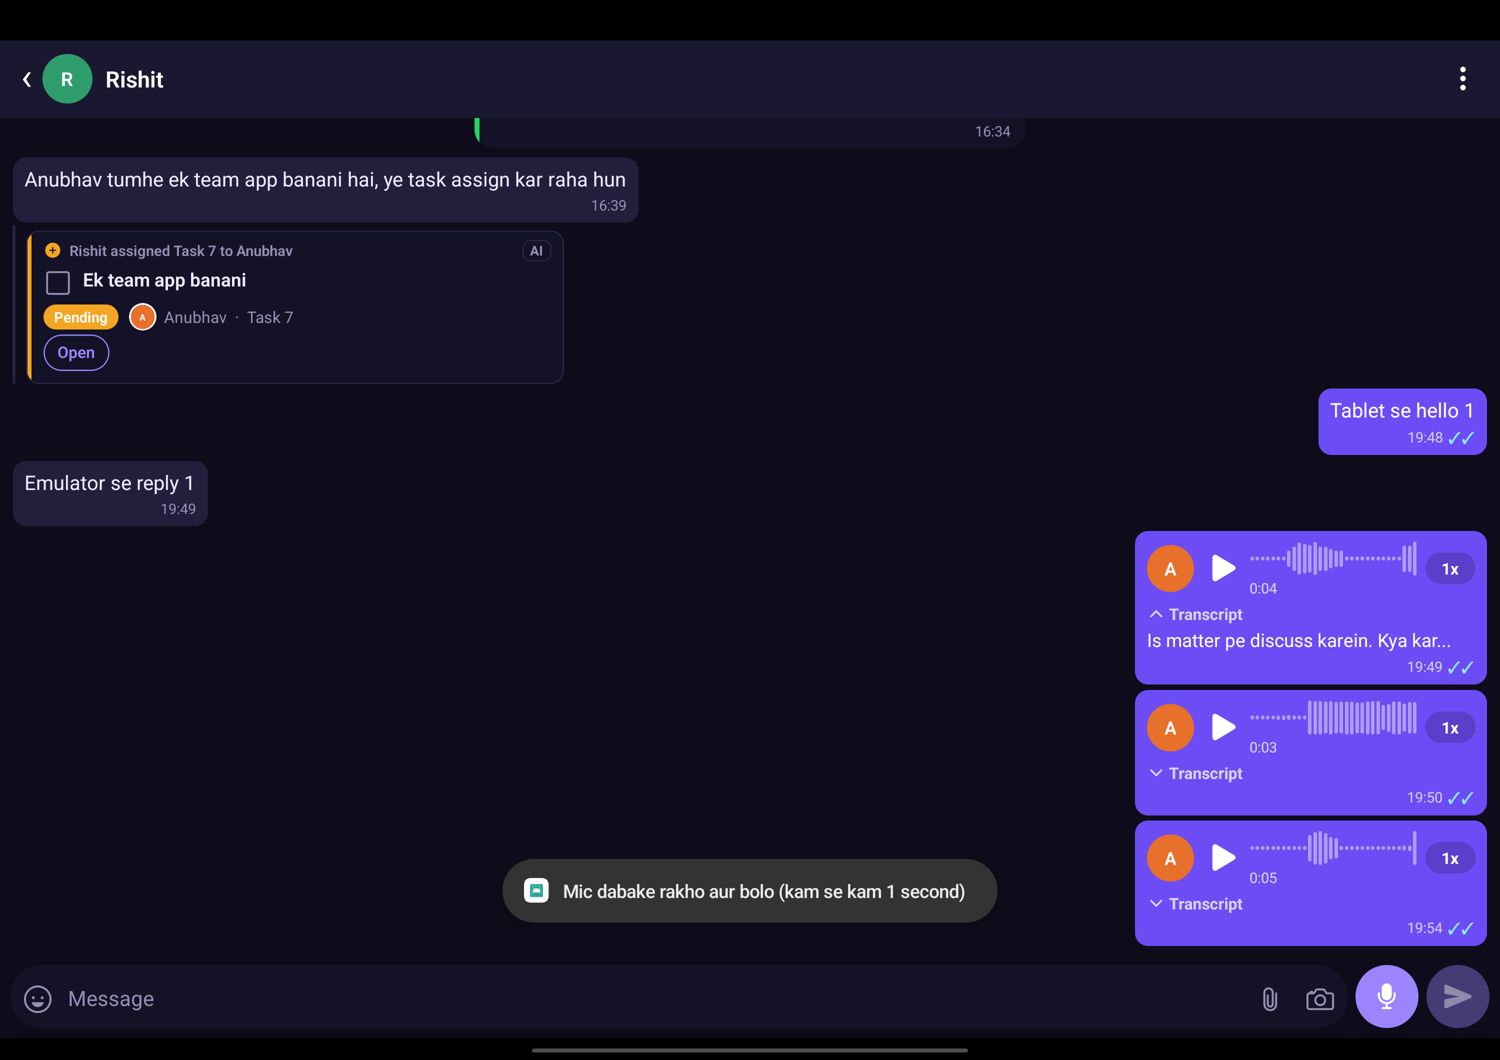 R
Rishit
16:34
Anubhav tumhe ek team app banani hai, ye task assign kar raha hun
16:39
Rishit assigned Task 7 to Anubhav
AI
Ek team app banani
Pending
A
Anubhav · Task 7
Open
Tablet se hello 1
19:48
Emulator se reply 1
19:49
A
1x
0:04
Transcript
Is matter pe discuss karein. Kya kar...
19:49
A
1x
0:03
Transcript
19:50
A
1x
0:05
Transcript
19:54
Mic dabake rakho aur bolo (kam se kam 1 second)
Message